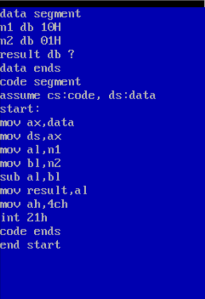 data segment
n1 db 10H
n2 db 01H
result db ?
data ends
code segment
assume cs:code, ds:data
start:
mov ax,data
mov ds,ax
mov al,n1
mov bl,n2
sub al,bl
mov result,al
mov ah,4ch
int 21h
code ends
end start